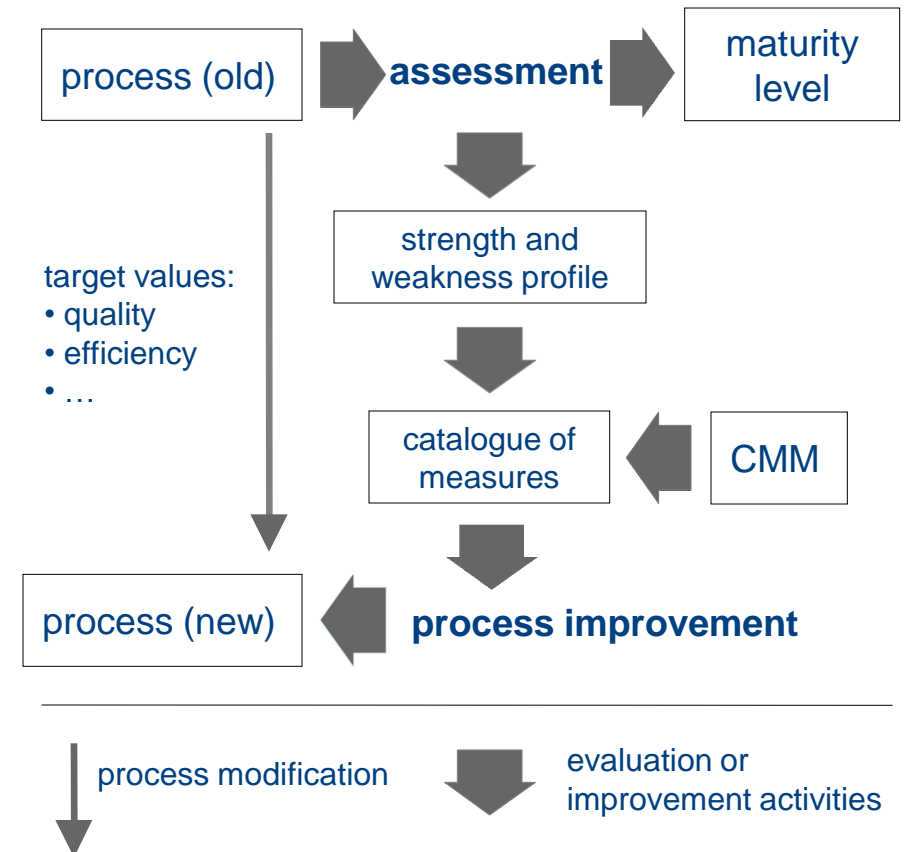 process (old)
assessment
maturity
level
strength and
weakness profile
target values:
• quality
• efficiency
• …
catalogue of
measures
CMM
process (new)
process improvement
process modification
evaluation or
improvement activities